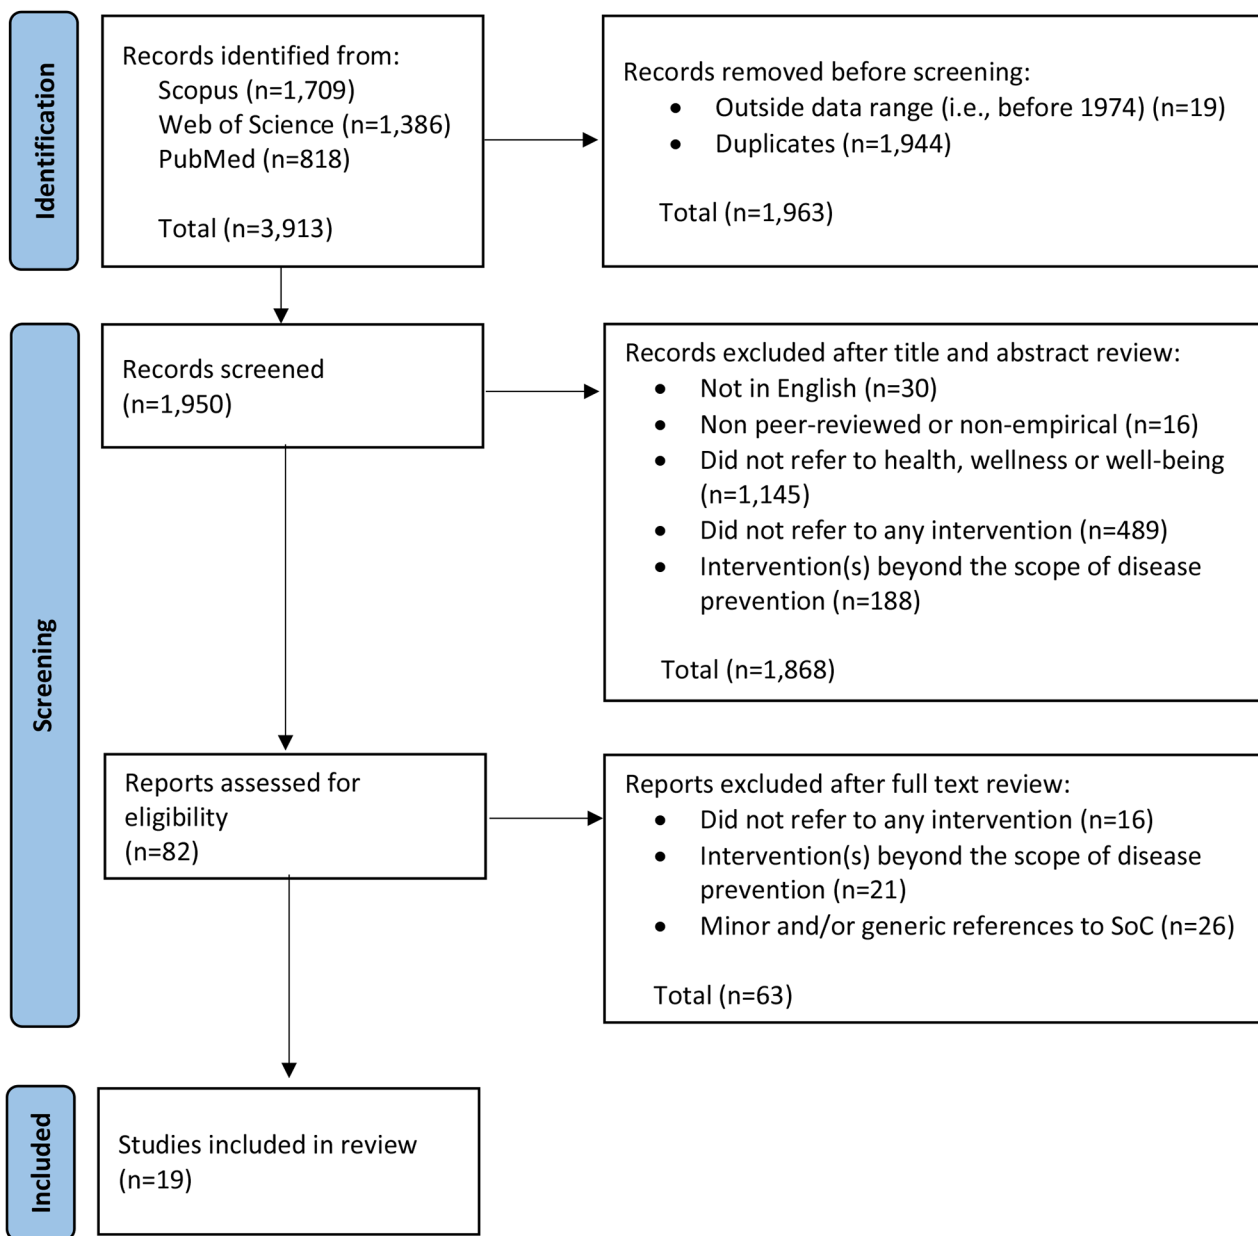 Identification
Records identified from:
Scopus (n=1,709)
Web of Science (n=1,386)
PubMed (n=818)
Total (n=3,913)
Records removed before screening:
• Outside data range (i.e., before 1974) (n=19)
• Duplicates (n=1,944)
Total (n=1,963)
Screening
Records screened
(n=1,950)
Records excluded after title and abstract review:
• Not in English (n=30)
• Non peer-reviewed or non-empirical (n=16)
• Did not refer to health, wellness or well-being
(n=1,145)
• Did not refer to any intervention (n=489)
• Intervention(s) beyond the scope of disease
prevention (n=188)
Total (n=1,868)
Reports assessed for
eligibility
(n=82)
Reports excluded after full text review:
• Did not refer to any intervention (n=16)
• Intervention(s) beyond the scope of disease
prevention (n=21)
• Minor and/or generic references to SoC (n=26)
Total (n=63)
Included
Studies included in review
(n=19)